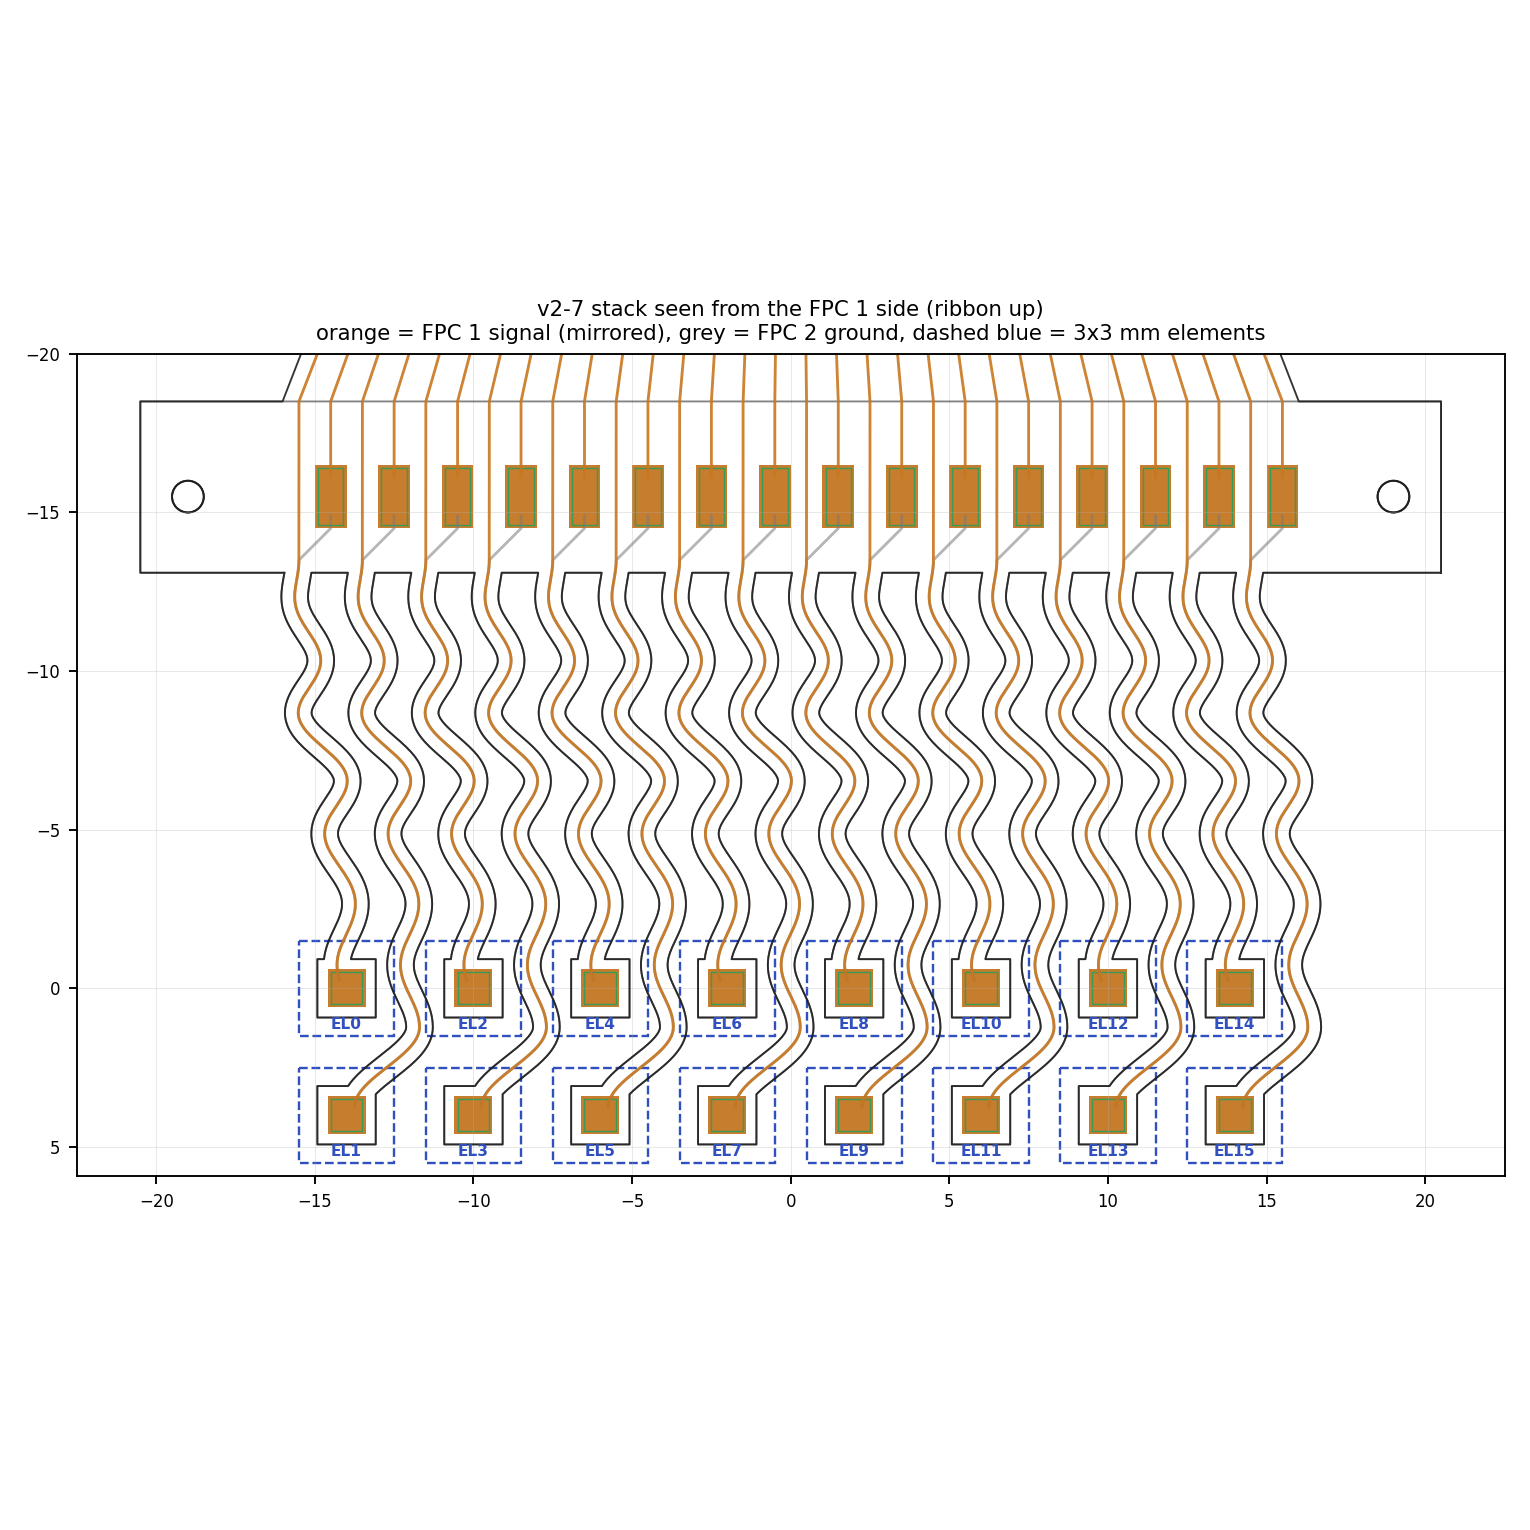 v2-7 stack seen from the FPC 1 side (ribbon up)
orange = FPC 1 signal (mirrored), grey = FPC 2 ground, dashed blue = 3x3 mm elements
−20
−15
−10
−5
0
5
EL0 EL2 EL4 EL6 EL8 EL10 EL12 EL14
EL1 EL3 EL5 EL7 EL9 EL11 EL13 EL15
−20 −15 −10 −5 0 5 10 15 20